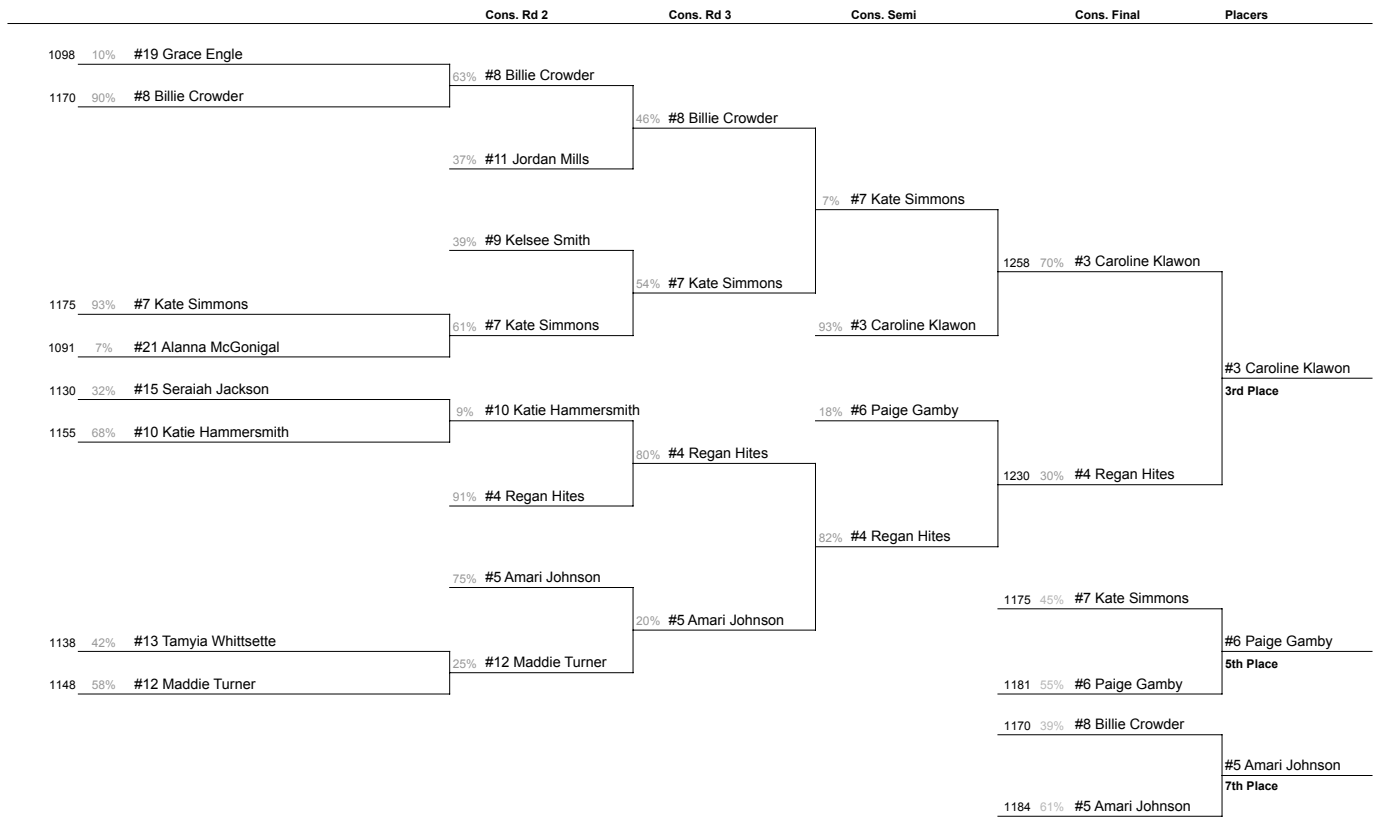 Cons. Rd 2 Cons. Rd 3 Cons. Semi Cons. Final Placers
1098 10% #19 Grace Engle
63% #8 Billie Crowder
1170 90% #8 Billie Crowder
46% #8 Billie Crowder
37% #11 Jordan Mills
7% #7 Kate Simmons
39% #9 Kelsee Smith
1258 70% #3 Caroline Klawon
54% #7 Kate Simmons
1175 93% #7 Kate Simmons
61% #7 Kate Simmons 93% #3 Caroline Klawon
1091 7% #21 Alanna McGonigal
#3 Caroline Klawon
1130 32% #15 Seraiah Jackson
3rd Place
9% #10 Katie Hammersmith 18% #6 Paige Gamby
1155 68% #10 Katie Hammersmith
80% #4 Regan Hites
1230 30% #4 Regan Hites
91% #4 Regan Hites
82% #4 Regan Hites
75% #5 Amari Johnson
1175 45% #7 Kate Simmons
20% #5 Amari Johnson
1138 42% #13 Tamyia Whittsette #6 Paige Gamby
25% #12 Maddie Turner 5th Place
1148 58% #12 Maddie Turner 1181 55% #6 Paige Gamby
1170 39% #8 Billie Crowder
#5 Amari Johnson
7th Place
1184 61% #5 Amari Johnson